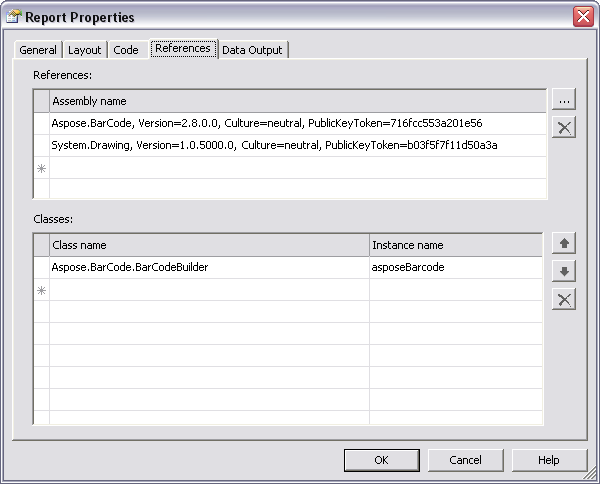 Report Properties
General Layout Code References Data Output
References:
Assembly name
...
Aspose.BarCode, Version=2.8.0.0, Culture=neutral, PublicKeyToken=716fcc553a201e56
System.Drawing, Version=1.0.5000.0, Culture=neutral, PublicKeyToken=b03f5f7f11d50a3a
Classes:
Class name Instance name
Aspose.BarCode.BarCodeBuilder asposeBarcode
OK Cancel Help